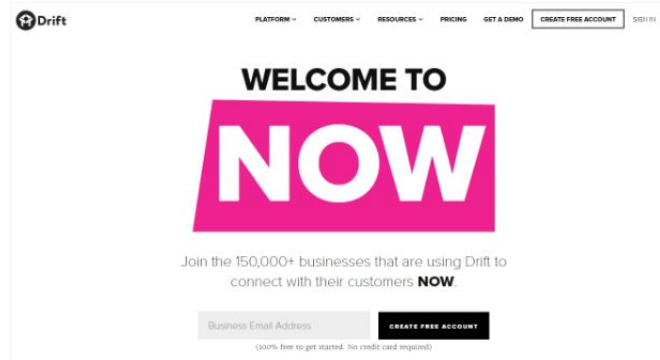 Drift
PLATFORM CUSTOMERS RESOURCES PRICING GET A DEMO CREATE FREE ACCOUNT SIGN IN
WELCOME TO
NOW
Join the 150,000+ businesses that are using Drift to
connect with their customers NOW.
Business Email Address CREATE FREE ACCOUNT
(100% free to get started. No credit card required)